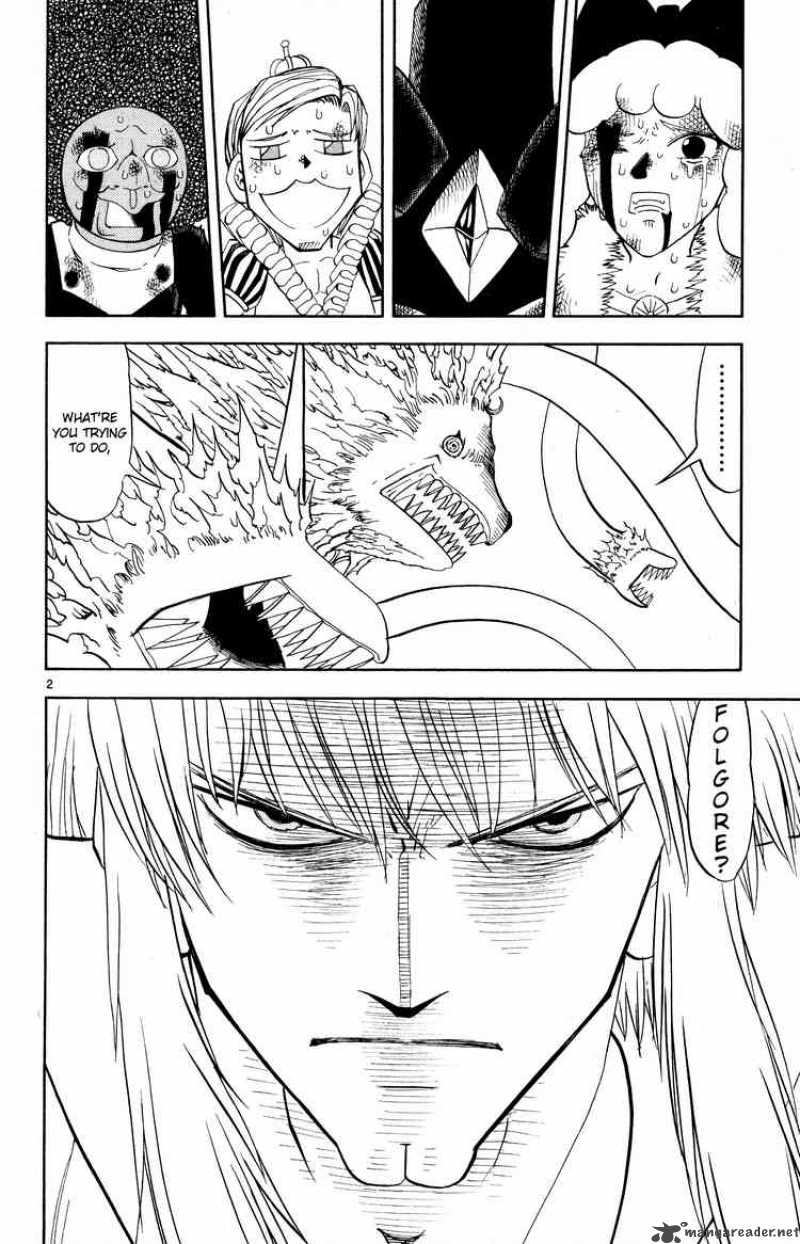 ………
WHAT'RE
YOU TRYING
TO DO,
2
FOLGORE?
mangareader.net